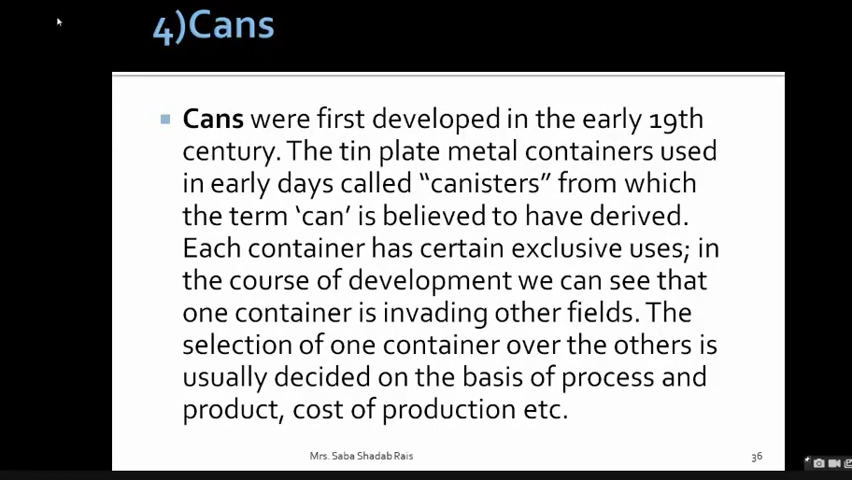 4)Cans
Cans were first developed in the early 19th
century. The tin plate metal containers used
in early days called “canisters” from which
the term ‘can’ is believed to have derived.
Each container has certain exclusive uses; in
the course of development we can see that
one container is invading other fields. The
selection of one container over the others is
usually decided on the basis of process and
product, cost of production etc.
Mrs. Saba Shadab Rais
36